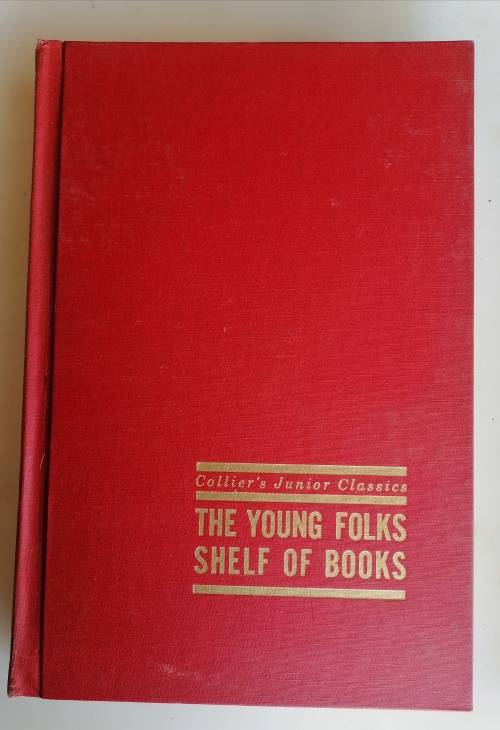 Collier's Junior Classics
THE YOUNG FOLKS
SHELF OF BOOKS